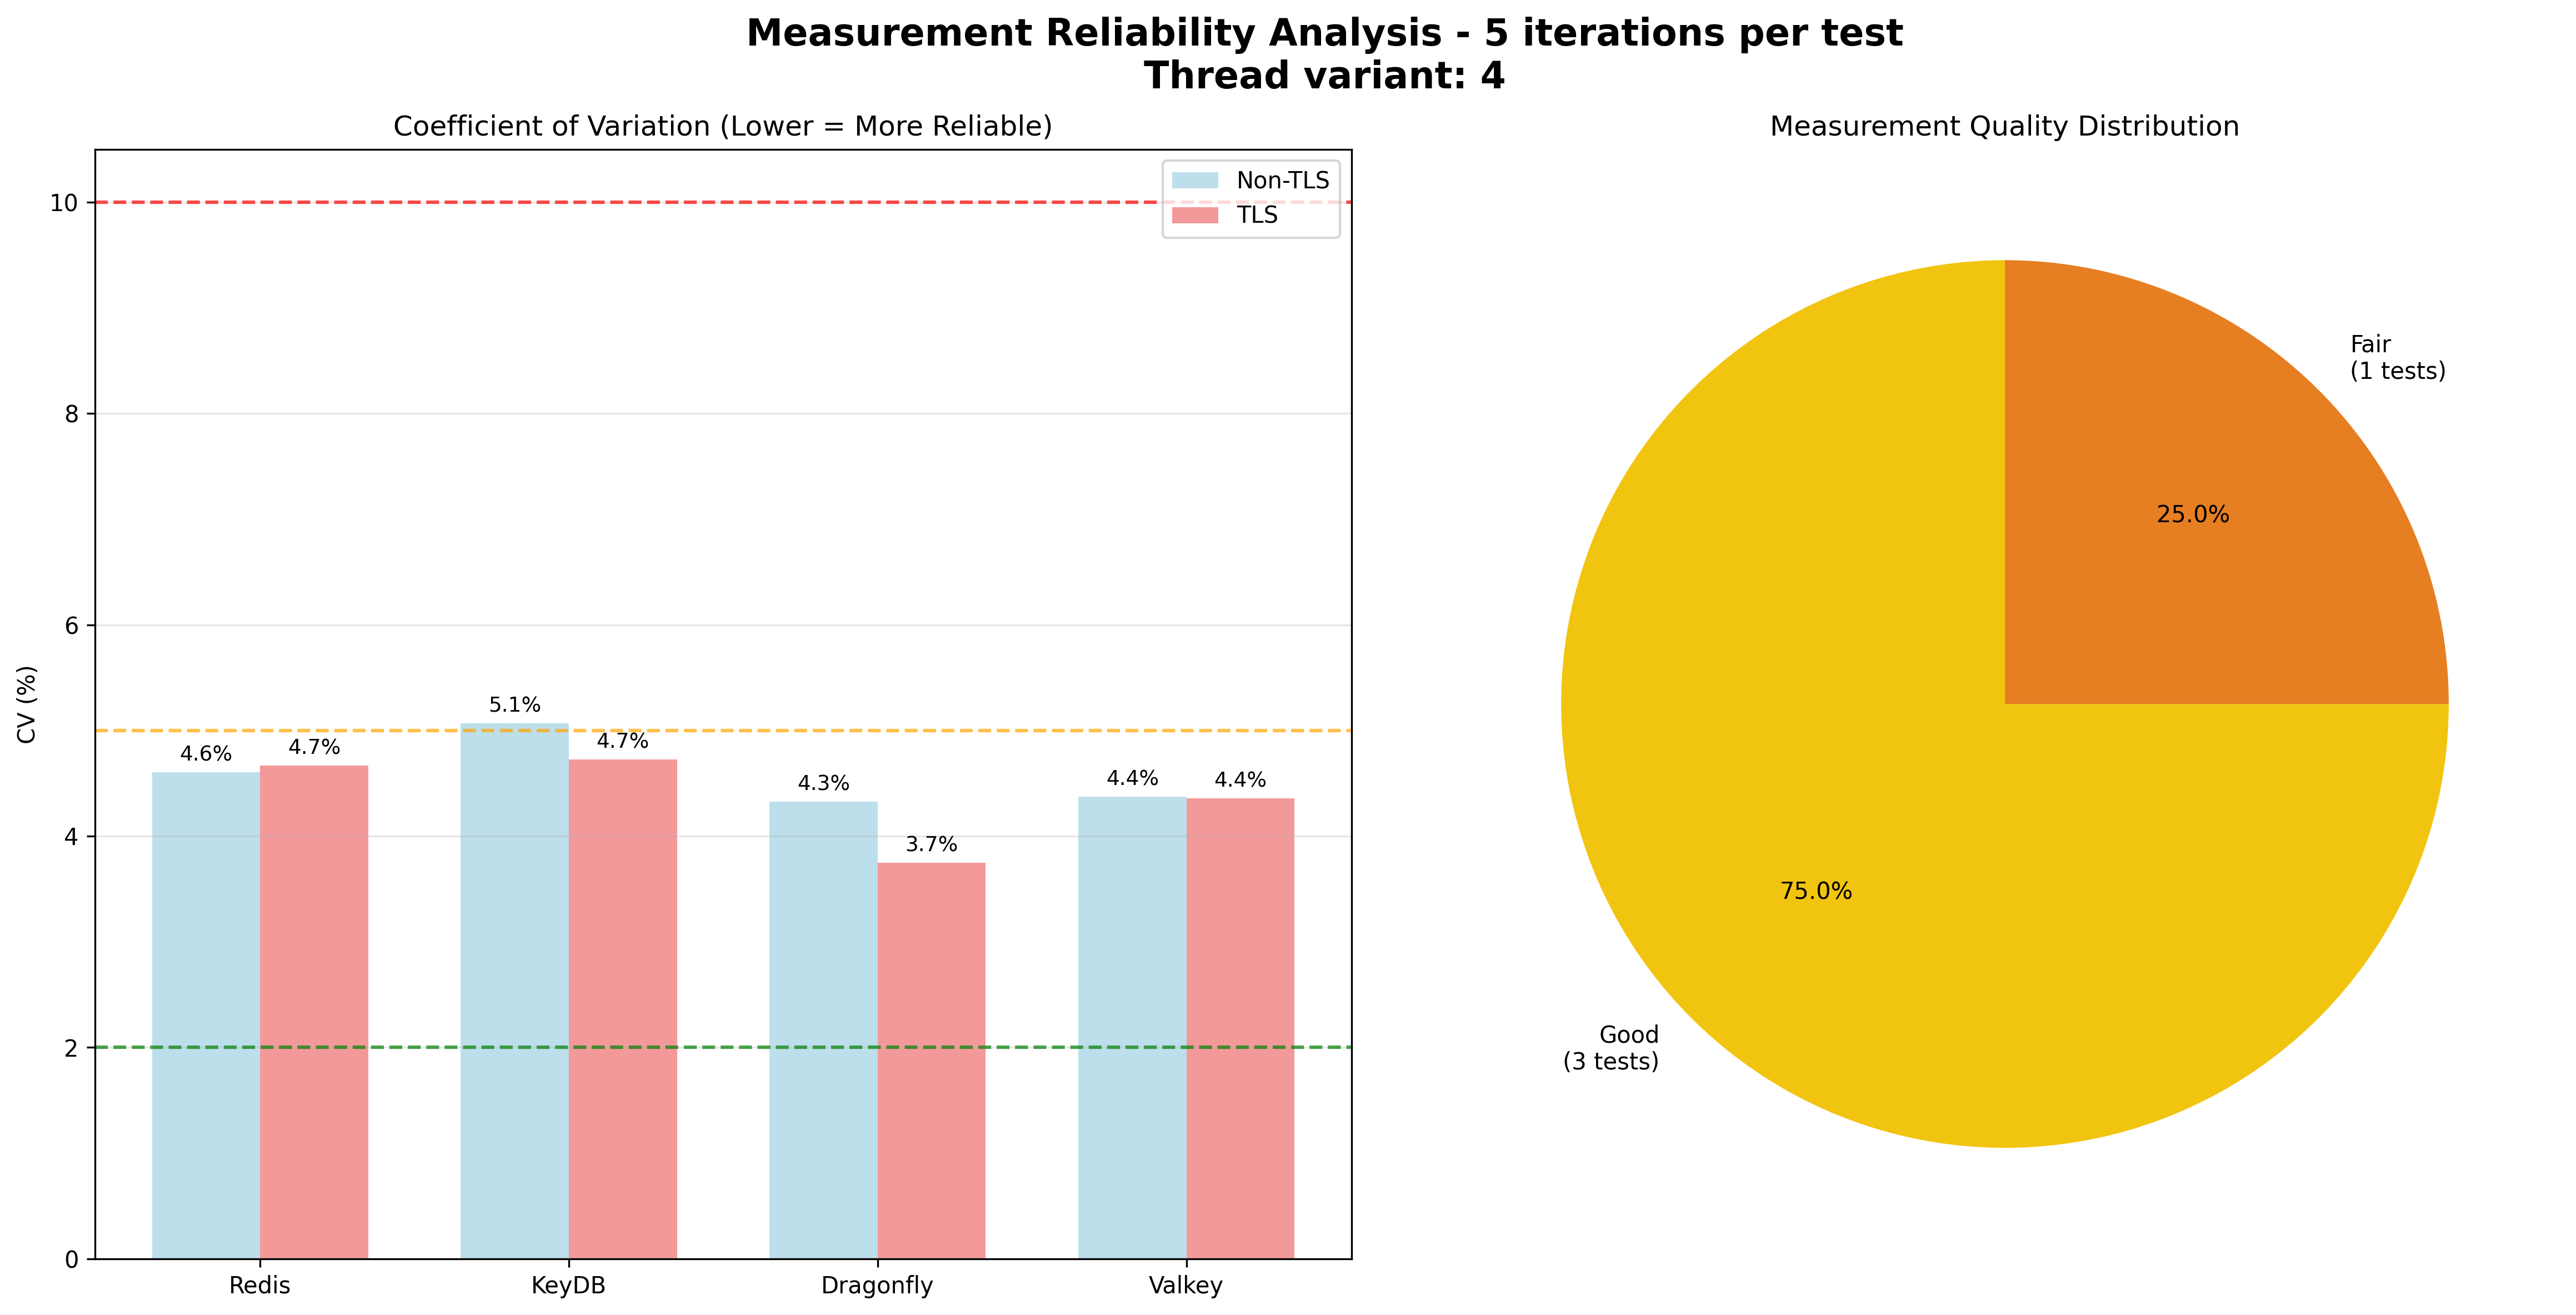 Measurement Reliability Analysis - 5 iterations per test
Thread variant: 4
Coefficient of Variation (Lower = More Reliable)
Non-TLS
TLS
CV (%)
10
8
6
4
2
0
4.6%
4.7%
5.1%
4.7%
4.3%
3.7%
4.4%
4.4%
Redis
KeyDB
Dragonfly
Valkey
Measurement Quality Distribution
Fair
(1 tests)
25.0%
75.0%
Good
(3 tests)